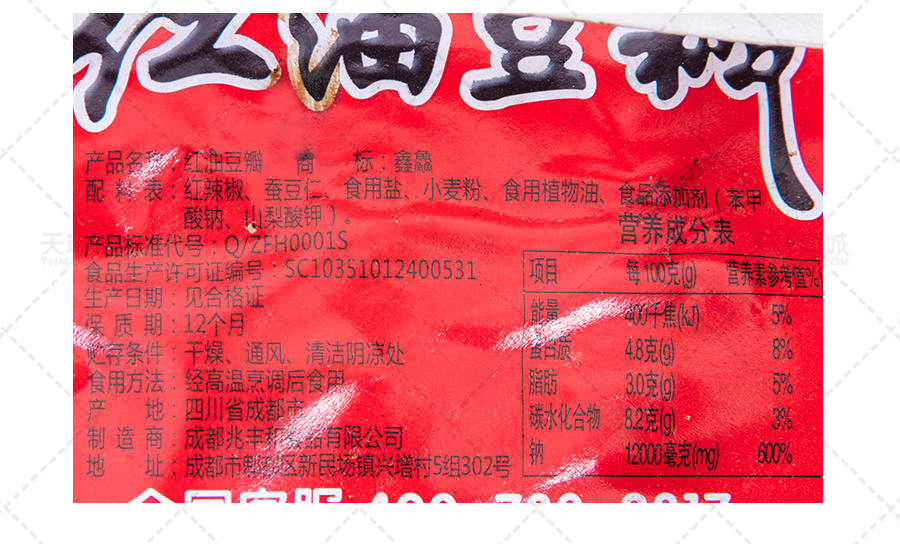 红油豆瓣
产品名称：红油豆瓣 商 标：鑫鱻
配 料 表：红辣椒、蚕豆仁、食用盐、小麦粉、食用植物油、食品添加剂（苯甲
酸钠、山梨酸钾）。
产品标准代号：Q/ZFH0001S
食品生产许可证编号：SC10351012400531
生产日期：见合格证
保 质 期：12个月
贮存条件：干燥、通风、清洁阴凉处
食用方法：经高温烹调后食用
产 地：四川省成都市
制 造 商：成都兆丰和食品有限公司
地 址：成都市郫都区新民场镇兴增村5组302号
营养成分表
项目 每100克(g) 营养素参考值%
能量 400千焦(kJ) 5%
蛋白质 4.8克(g) 8%
脂肪 3.0克(g) 5%
碳水化合物 8.2克(g) 3%
钠 12000毫克(mg) 600%